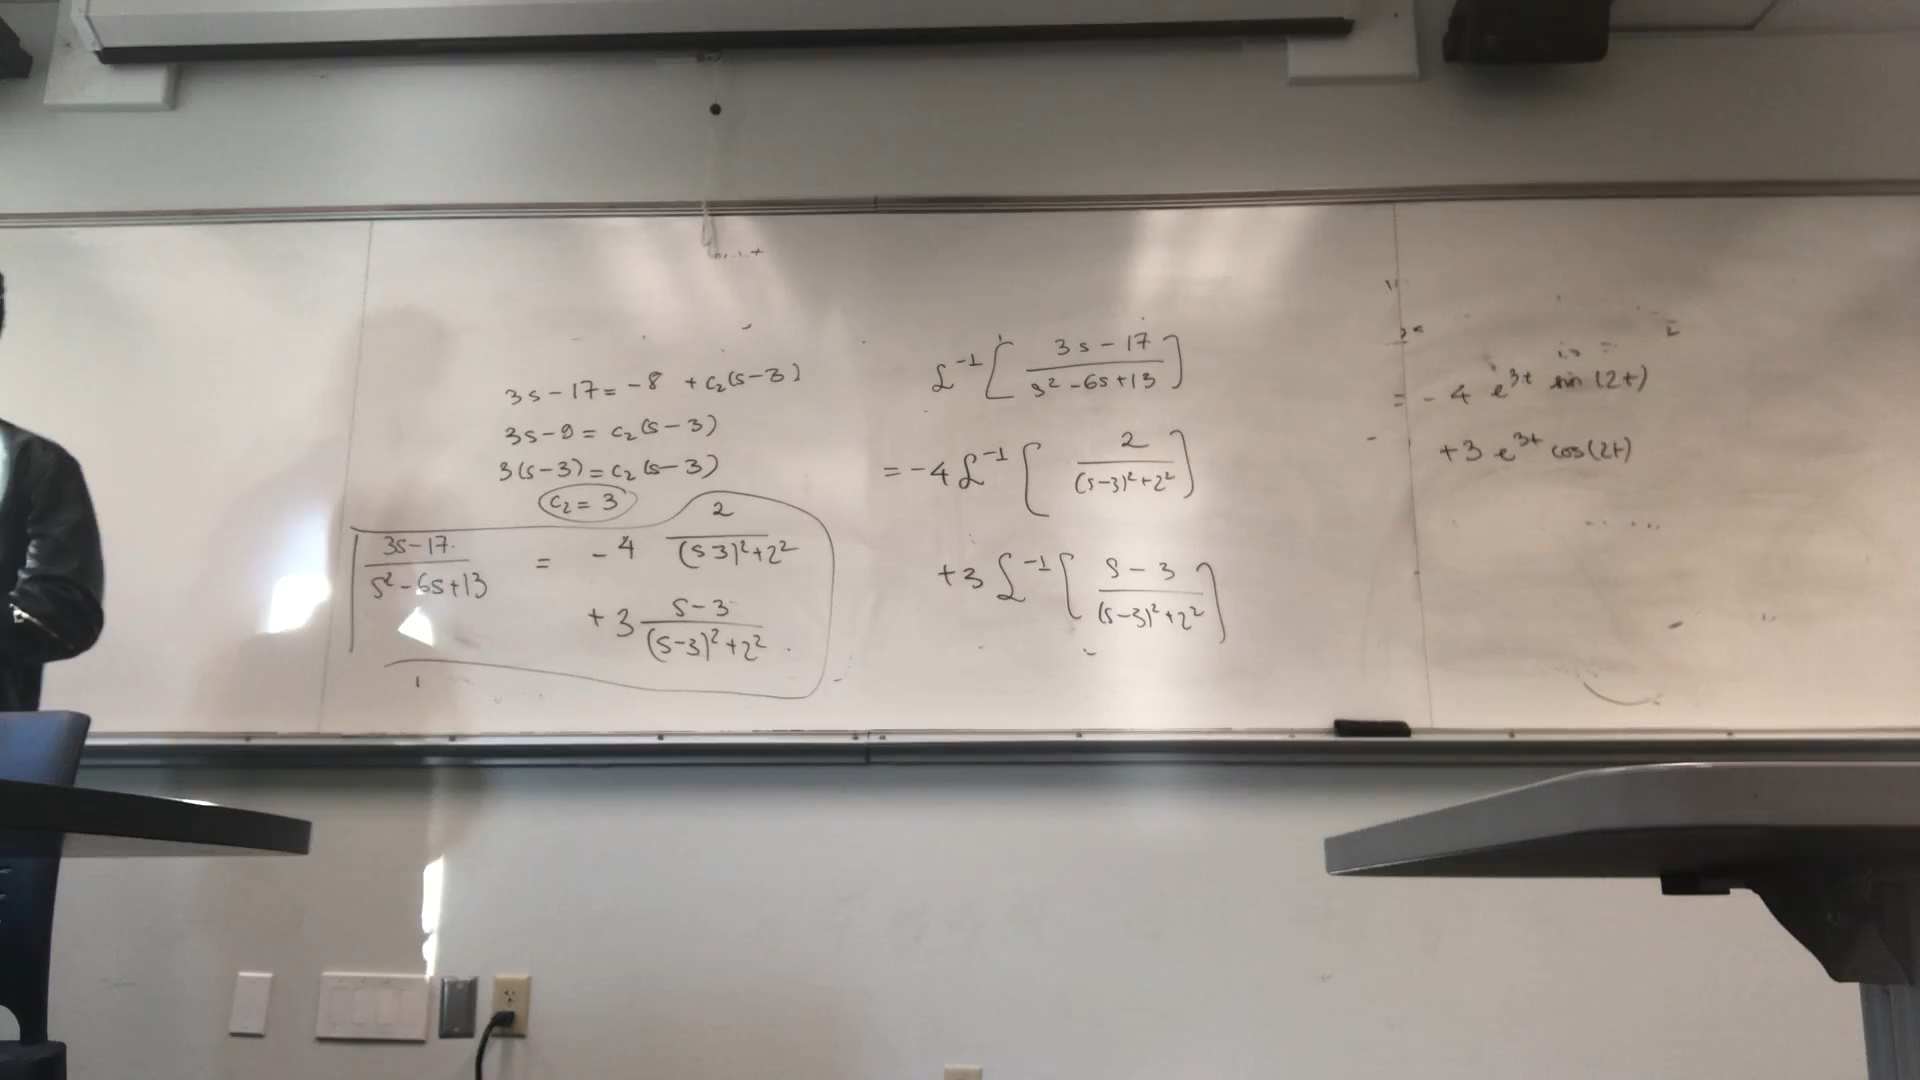 3s - 17 = -8 + c₂(s-3)
3s - 9 = c₂(s-3)
3(s-3) = c₂(s-3)
c₂ = 3
(3s-17)/(s²-6s+13) = -4 2/((s 3)²+2²)
+ 3 (s-3)/((s-3)²+2²)
ℒ⁻¹[(3s-17)/(s²-6s+13)]
= -4 ℒ⁻¹[2/((s-3)²+2²)]
+3 ℒ⁻¹[(s-3)/((s-3)²+2²)]
= -4 e³ᵗ sin(2t)
+3 e³ᵗ cos(2t)